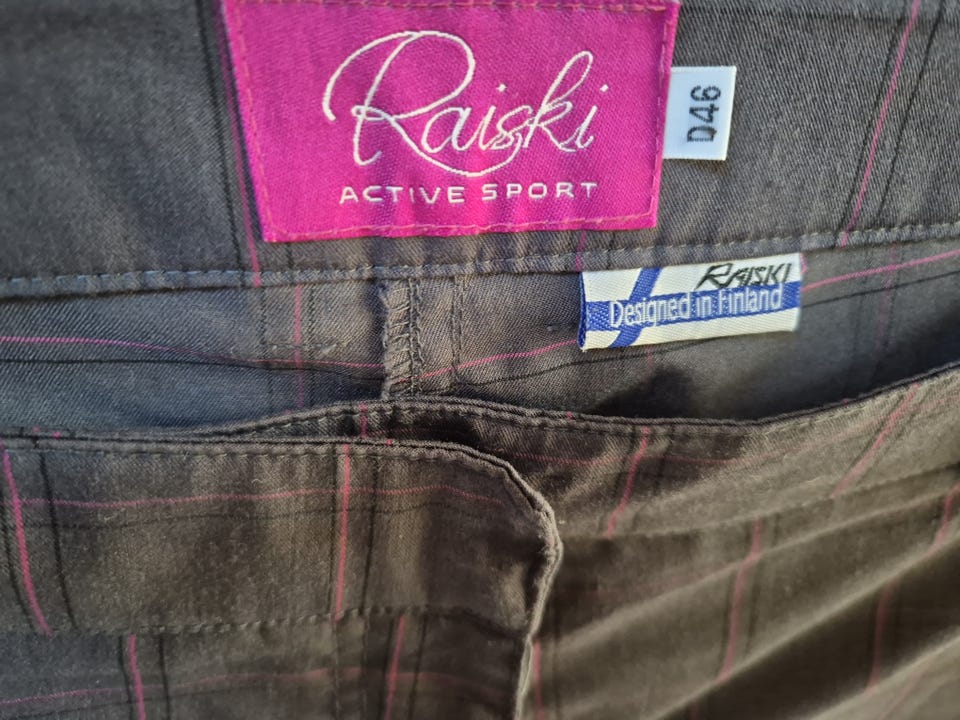 Raiski
ACTIVE SPORT
D46
RAISKI
Designed in Finland